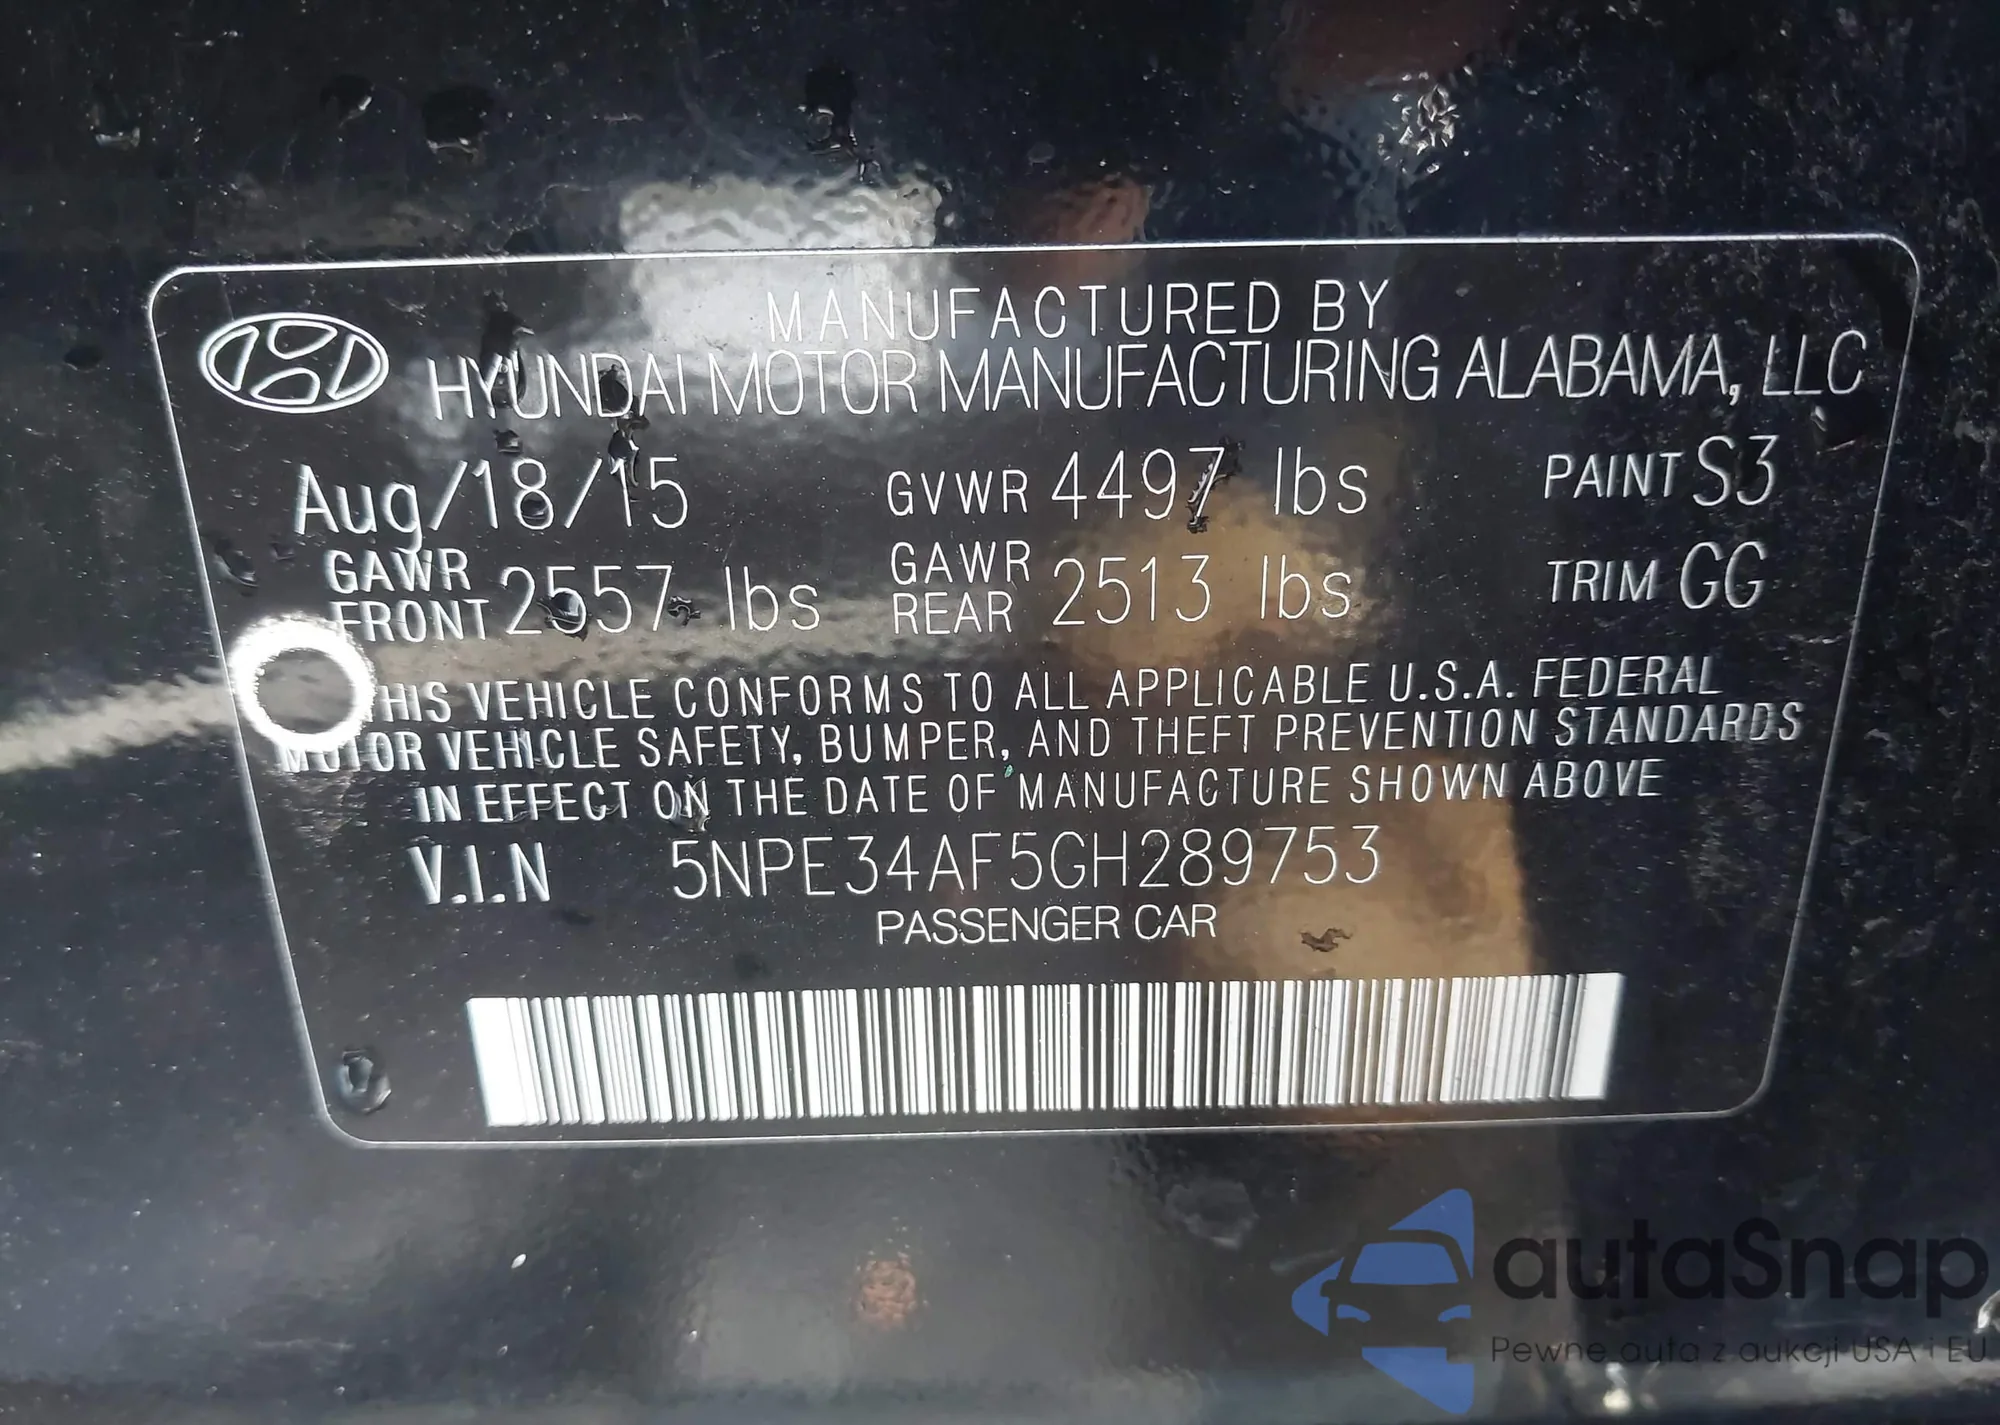 MANUFACTURED BY
HYUNDAI MOTOR MANUFACTURING ALABAMA, LLC
Aug/18/15 GVWR 4497 lbs PAINT S3
GAWR FRONT 2557 lbs GAWR REAR 2513 lbs TRIM GG
THIS VEHICLE CONFORMS TO ALL APPLICABLE U.S.A. FEDERAL
MOTOR VEHICLE SAFETY, BUMPER, AND THEFT PREVENTION STANDARDS
IN EFFECT ON THE DATE OF MANUFACTURE SHOWN ABOVE
V.I.N 5NPE34AF5GH289753
PASSENGER CAR
autaSnap
Pewne auta z aukcji USA i EU